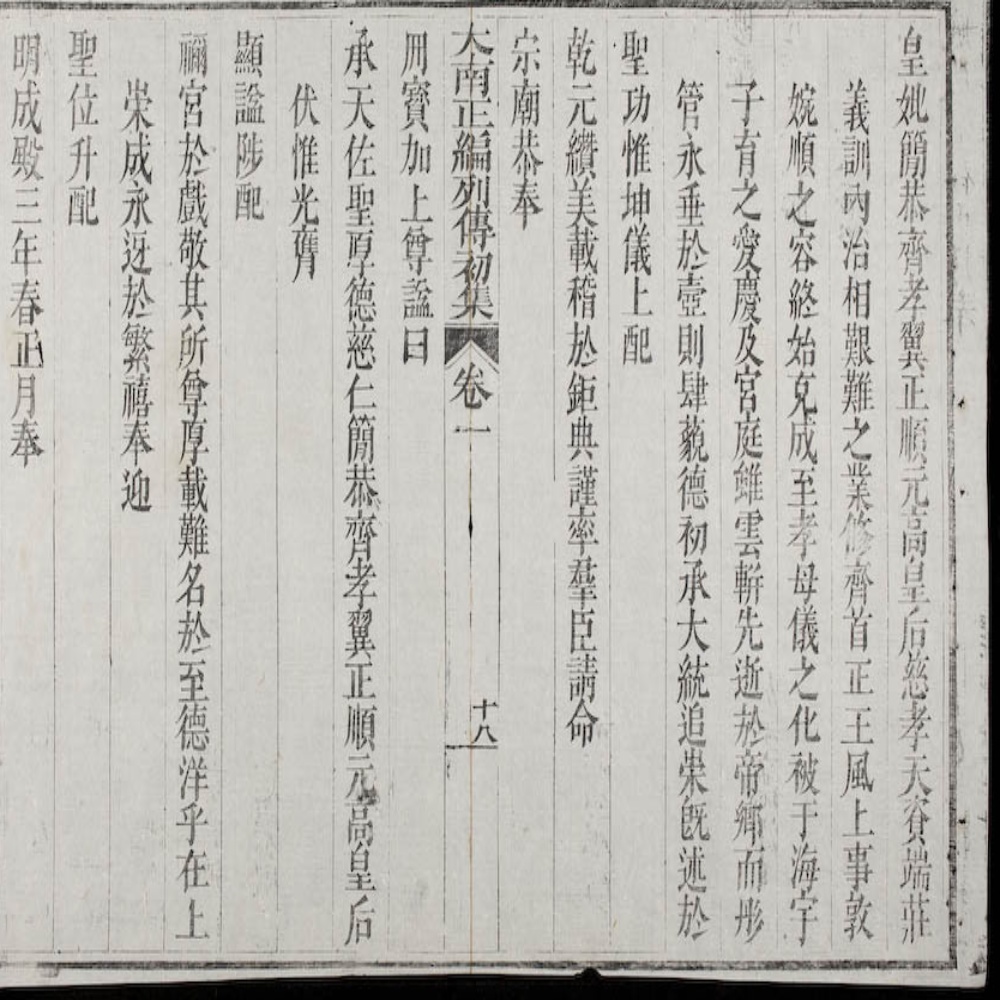 皇妣簡恭齊孝翼正順元高皇后慈孝天賚端莊
義訓內治相艱難之業修齊首正王風上事敦
婉順之容終始克成至孝母儀之化被于海宇
子育之愛慶及宮庭雖雲軿先逝於帝鄉而彤
管永垂於壼則肆藐德初承大統追崇旣述於
聖功惟坤儀上配
乾元纘美載稽於鉅典謹率羣臣請命
宗廟恭奉
大南正編列傳初集 卷一 十八
冊寶加上尊諡曰
承天佐聖厚德慈仁簡恭齊孝翼正順元高皇后
伏惟光膺
顯諡陟配
禰宮於戲敬其所尊厚載難名於至德洋乎在上
崇成永迓於繁禧奉迎
聖位升配
明成殿三年春正月奉